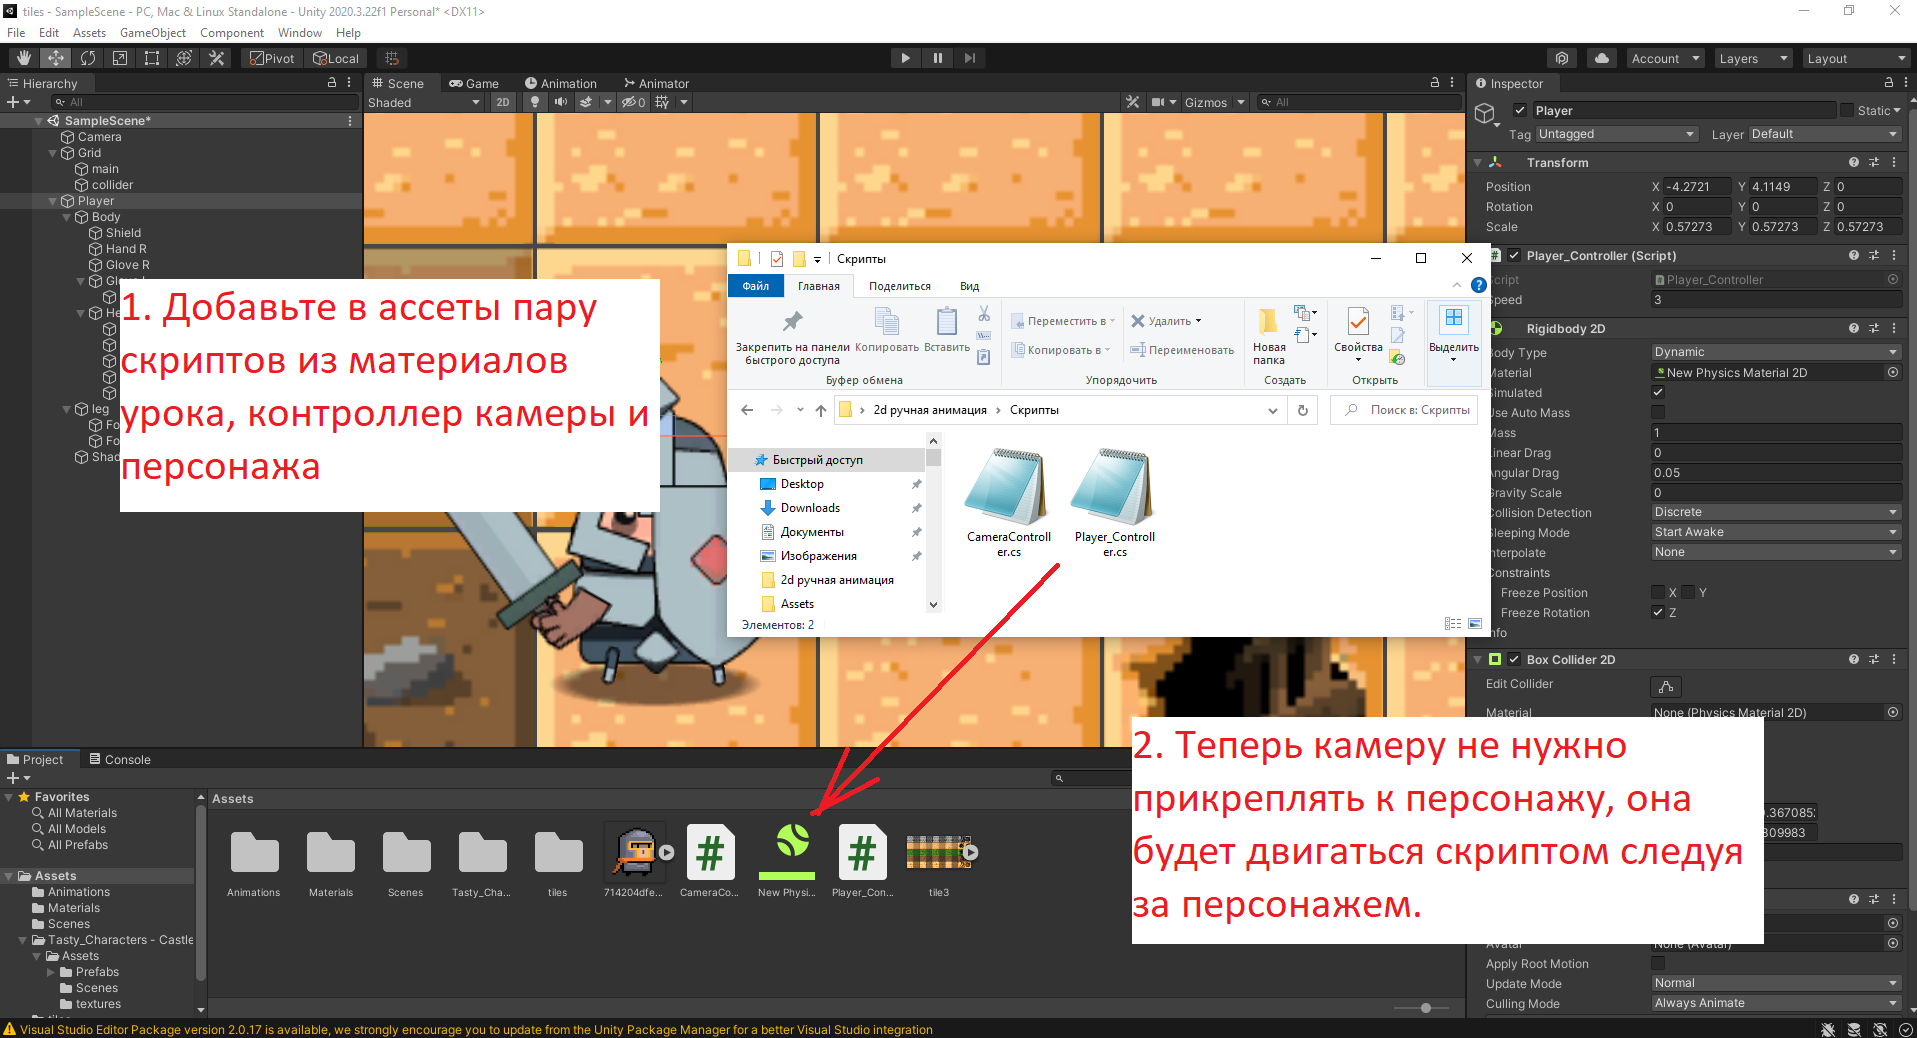 tiles - SampleScene - PC, Mac & Linux Standalone - Unity 2020.3.22f1 Personal* <DX11>
File Edit Assets GameObject Component Window Help
Pivot Local
Account Layers Layout
Hierarchy
All
SampleScene*
Camera
Grid
main
collider
Player
Body
Shield
Hand R
Glove R
leg
Shad
Scene Game Animation Animator
Shaded 2D 0 Gizmos All
1. Добавьте в ассеты пару
скриптов из материалов
урока, контроллер камеры и
персонажа
Скрипты
Файл Главная Поделиться Вид
Закрепить на панели
быстрого доступа
Копировать
Вставить
Буфер обмена
Переместить в
Копировать в
Удалить
Переименовать
Упорядочить
Новая
папка
Создать
Свойства
Открыть
Выделить
2d ручная анимация Скрипты
Поиск в: Скрипты
Быстрый доступ
Desktop
Downloads
Документы
Изображения
2d ручная анимация
Assets
CameraControll
er.cs
Player_Controll
er.cs
Элементов: 2
2. Теперь камеру не нужно
прикреплять к персонажу, она
будет двигаться скриптом следуя
за персонажем.
Inspector
Player Static
Tag Untagged Layer Default
Transform
Position X -4.2721 Y 4.1149 Z 0
Rotation X 0 Y 0 Z 0
Scale X 0.57273 Y 0.57273 Z 0.57273
Player_Controller (Script)
cript Player_Controller
peed 3
Rigidbody 2D
ody Type Dynamic
aterial New Physics Material 2D
imulated
se Auto Mass
ass 1
inear Drag 0
ngular Drag 0.05
ravity Scale 0
ollision Detection Discrete
leeping Mode Start Awake
nterpolate None
onstraints
Freeze Position X Y
Freeze Rotation Z
nfo
Box Collider 2D
Edit Collider
Material None (Physics Material 2D)
.36708
309983
Avatar None (Avatar)
Apply Root Motion
Update Mode Normal
Culling Mode Always Animate
Project Console
Favorites
All Materials
All Models
All Prefabs
Assets
Animations
Materials
Scenes
Tasty_Characters - Castle
Assets
Prefabs
Scenes
textures
Assets
Animations
Materials
Scenes
Tasty_Cha...
tiles
714204dfe...
CameraCo...
New Physi...
Player_Con...
tile3
Visual Studio Editor Package version 2.0.17 is available, we strongly encourage you to update from the Unity Package Manager for a better Visual Studio integration